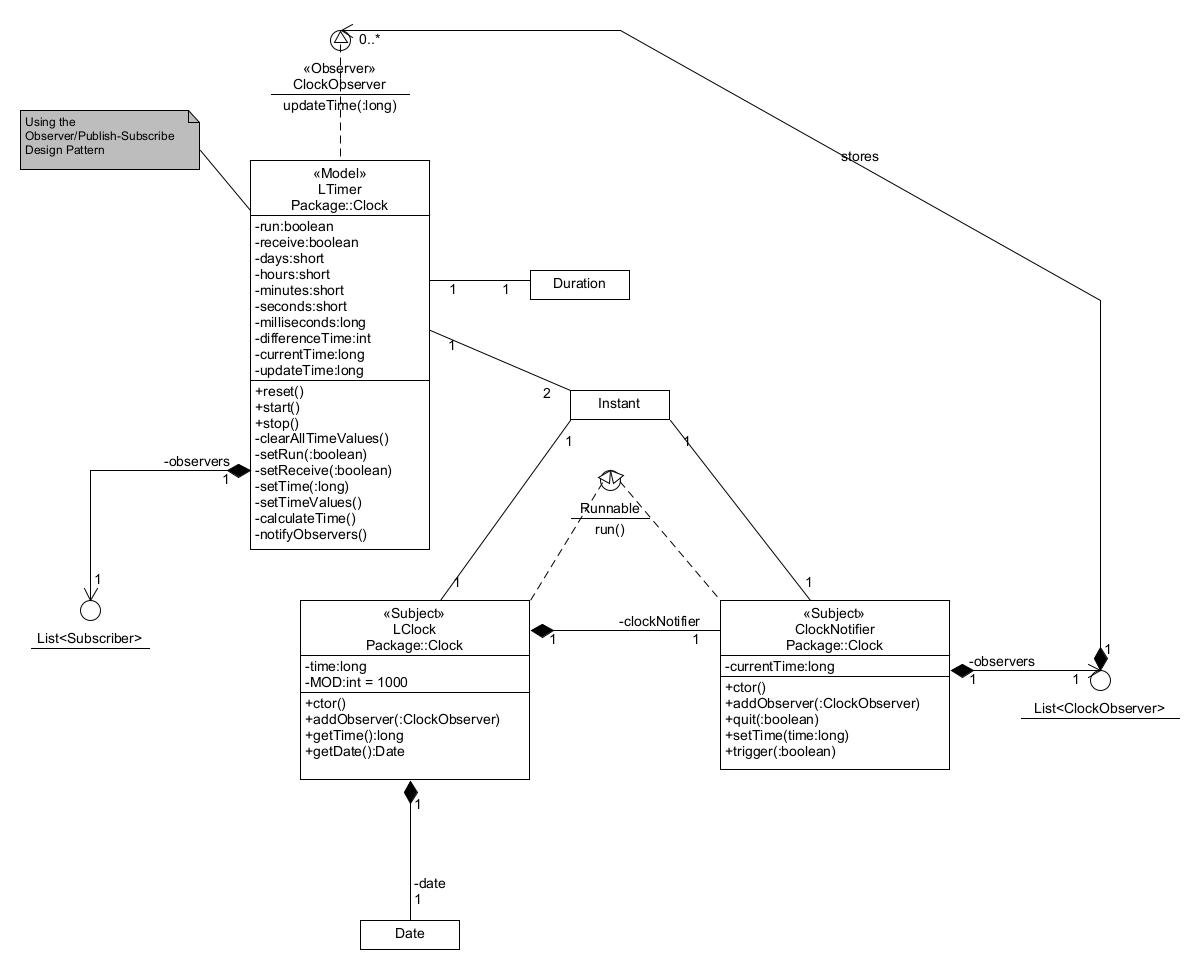 0..*
«Observer»
ClockObserver
updateTime(:long)
Using the
Observer/Publish-Subscribe
Design Pattern
stores
«Model»
LTimer
Package::Clock
-run:boolean
-receive:boolean
-days:short
-hours:short
-minutes:short
-seconds:short
-milliseconds:long
-differenceTime:int
-currentTime:long
-updateTime:long
+reset()
+start()
+stop()
-clearAllTimeValues()
-setRun(:boolean)
-setReceive(:boolean)
-setTime(:long)
-setTimeValues()
-calculateTime()
-notifyObservers()
1
1
Duration
1
2
Instant
1
1
-observers
1
1
List<Subscriber>
Runnable
run()
1
1
«Subject»
LClock
Package::Clock
-time:long
-MOD:int = 1000
+ctor()
+addObserver(:ClockObserver)
+getTime():long
+getDate():Date
-clockNotifier
1
1
«Subject»
ClockNotifier
Package::Clock
-currentTime:long
+ctor()
+addObserver(:ClockObserver)
+quit(:boolean)
+setTime(time:long)
+trigger(:boolean)
-observers
1
1
1
List<ClockObserver>
1
-date
1
Date